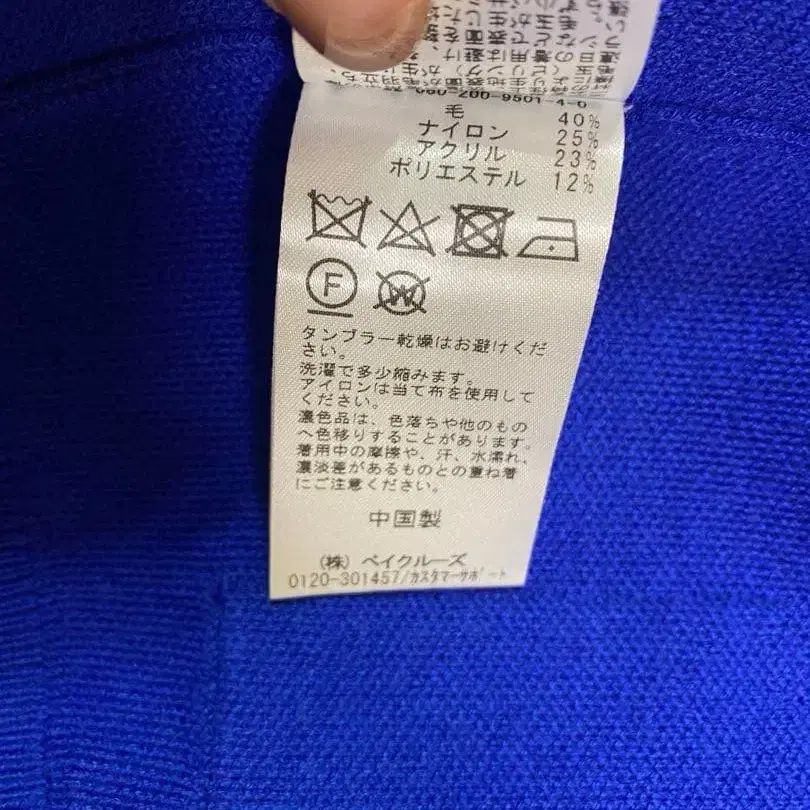 060-200-9501-4-6
毛 40%
ナイロン 25%
アクリル 23%
ポリエステル 12%
F
W
タンブラー乾燥はお避けくだ
さい。
洗濯で多少縮みます。
アイロンは当て布を使用して
ください。
濃色品は、色落ちや他のもの
へ色移りすることがあります。
着用中の摩擦や、汗、水濡れ、
濃淡差があるものとの重ね着
にご注意ください。
中国製
(株) ベイクルーズ
0120-301457/カスタマーサポート